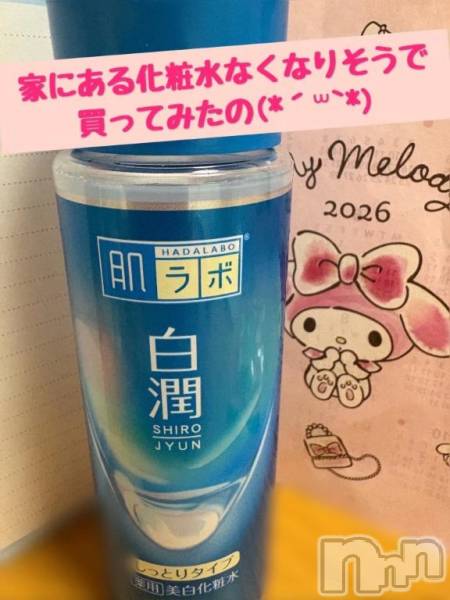 家にある化粧水なくなりそうで
買ってみたの(*´꒳`*)
My Melody
2026
HADALABO®
肌ラボ
白潤
SHIRO
JYUN
しっとりタイプ
薬用 美白化粧水
nnn